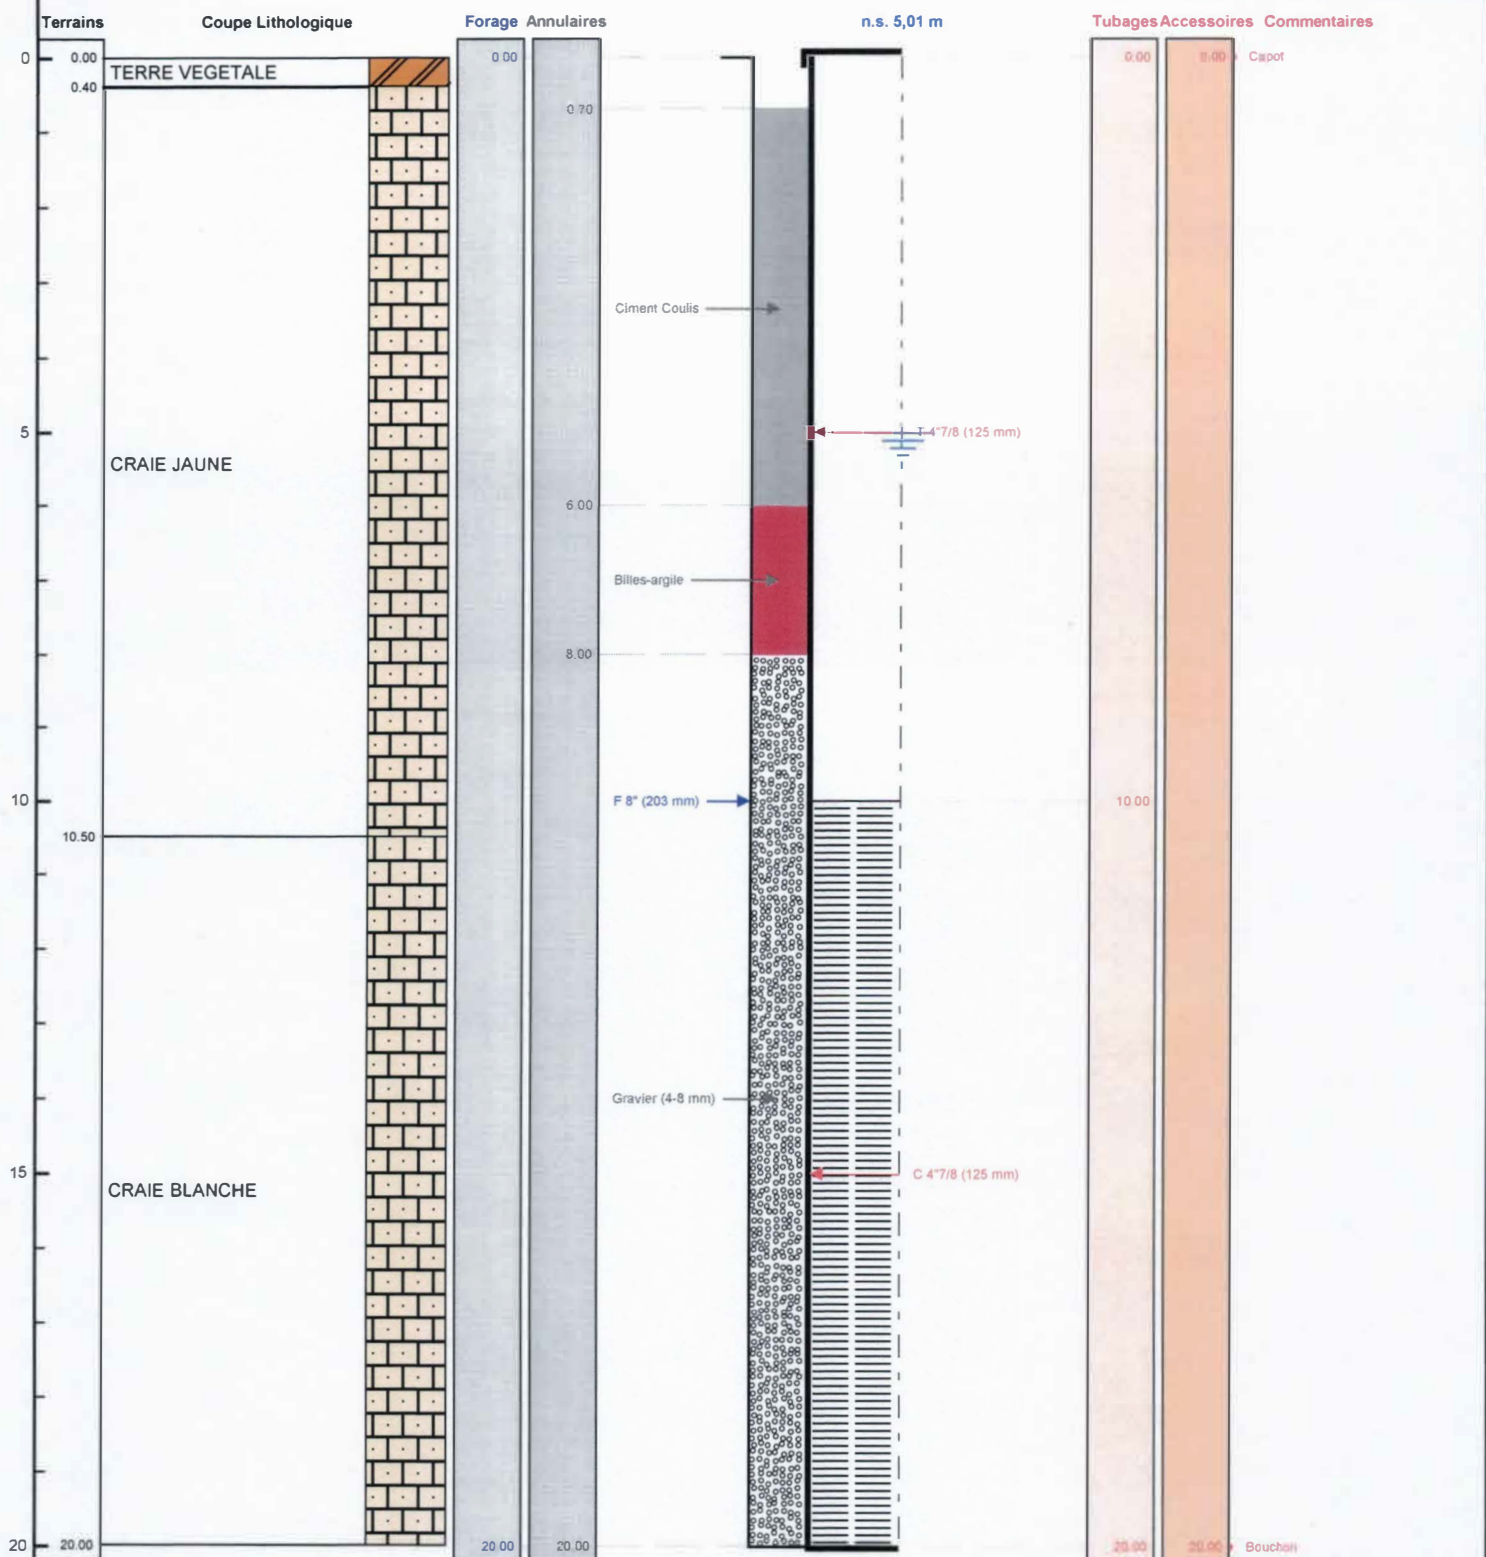 Terrains Coupe Lithologique Forage Annulaires n.s. 5,01 m Tubages Accessoires Commentaires
0 0.00 0.00 0.00 0.00 Capot
TERRE VEGETALE
0.40
0.70
Ciment Coulis
5 T 4"7/8 (125 mm)
CRAIE JAUNE
6.00
Billes-argile
8.00
10 F 8" (203 mm) 10.00
10.50
Gravier (4-8 mm)
15 C 4"7/8 (125 mm)
CRAIE BLANCHE
20 20.00 20.00 20.00 20.00 20.00 Bouchon